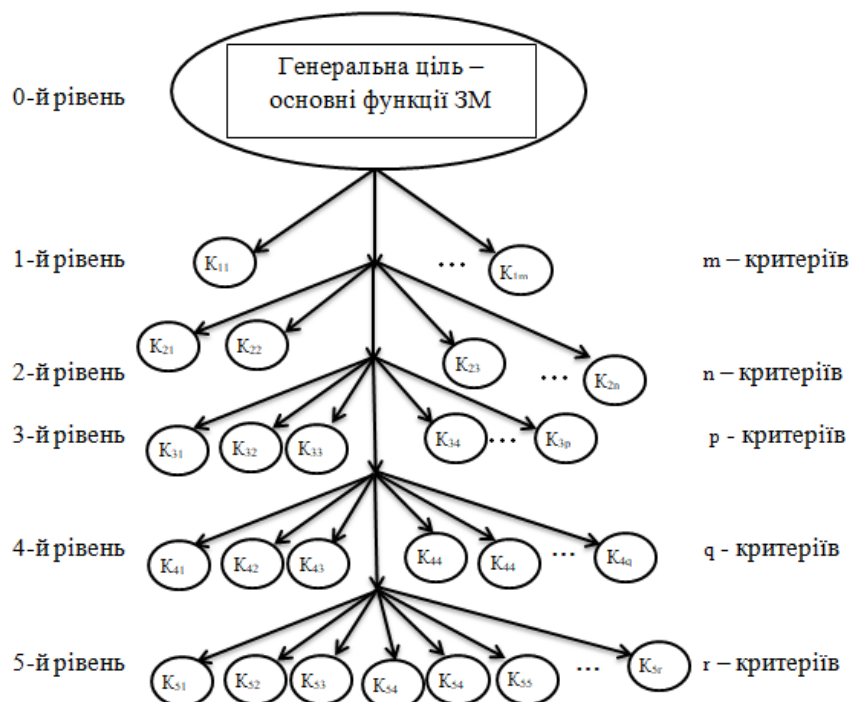 Генеральна ціль –
основні функції ЗМ
0-й рівень
1-й рівень
K11
...
K1m
m – критеріїв
K21
K22
K23
2-й рівень
...
K2n
n – критеріїв
3-й рівень
K31
K32
K33
K34
...
K3p
p - критеріїв
4-й рівень
K41
K42
K43
K44
K44
...
K4q
q - критеріїв
5-й рівень
K51
K52
K53
K54
K54
K55
...
K5r
r – критеріїв